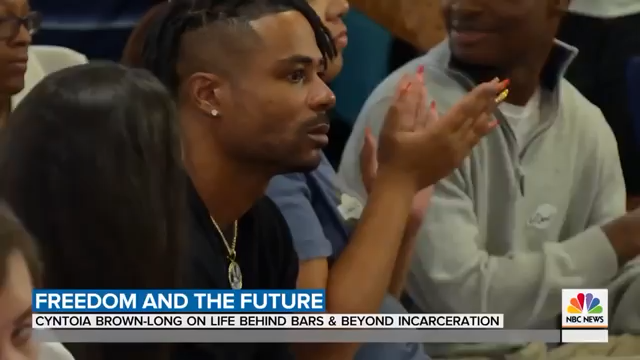 FREEDOM AND THE FUTURE
CYNTOIA BROWN-LONG ON LIFE BEHIND BARS & BEYOND INCARCERATION
NBC NEWS